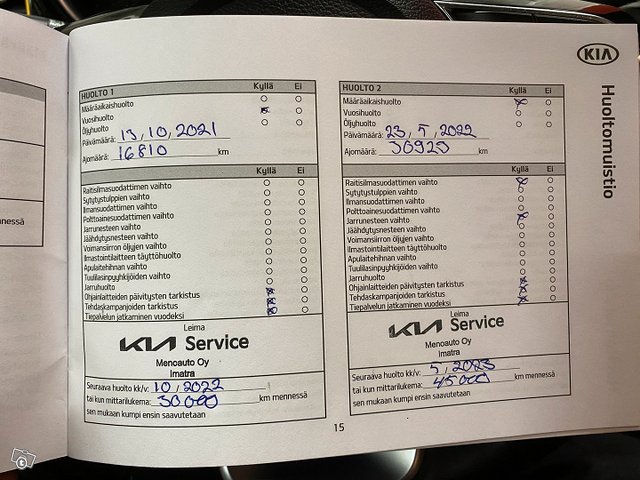 KIA
Huoltomuistio
nessä
HUOLTO 1 Kyllä Ei
Määräaikaishuolto
Vuosihuolto
Öljyhuolto
Päivämäärä: 13,10,2021
Ajomäärä: 16810 km
Kyllä Ei
Raitisilmasuodattimen vaihto
Sytytystulppien vaihto
Ilmansuodattimen vaihto
Polttoainesuodattimen vaihto
Jarrunesteen vaihto
Jäähdytysnesteen vaihto
Voimansiirron öljyjen vaihto
Ilmastointilaitteen täyttöhuolto
Apulaitehihnan vaihto
Tuulilasinpyyhkijöiden vaihto
Jarruhuolto
Ohjainlaitteiden päivitysten tarkistus
Tehdaskampanjoiden tarkistus
Tiepalvelun jatkaminen vuodeksi
Leima
KIA Service
Menoauto Oy
Imatra
Seuraava huolto kk/v: 10, 2022
tai kun mittarilukema: 30000 km mennessä
sen mukaan kumpi ensin saavutetaan
HUOLTO 2 Kyllä Ei
Määräaikaishuolto
Vuosihuolto
Öljyhuolto
Päivämäärä: 23, 5, 2022
Ajomäärä: 30925 km
Kyllä Ei
Raitisilmasuodattimen vaihto
Sytytystulppien vaihto
Ilmansuodattimen vaihto
Polttoainesuodattimen vaihto
Jarrunesteen vaihto
Jäähdytysnesteen vaihto
Voimansiirron öljyjen vaihto
Ilmastointilaitteen täyttöhuolto
Apulaitehihnan vaihto
Tuulilasinpyyhkijöiden vaihto
Jarruhuolto
Ohjainlaitteiden päivitysten tarkistus
Tehdaskampanjoiden tarkistus
Tiepalvelun jatkaminen vuodeksi
Leima
KIA Service
Menoauto Oy
Imatra
Seuraava huolto kk/v: 5, 2023
tai kun mittarilukema: 45000 km mennessä
sen mukaan kumpi ensin saavutetaan
15